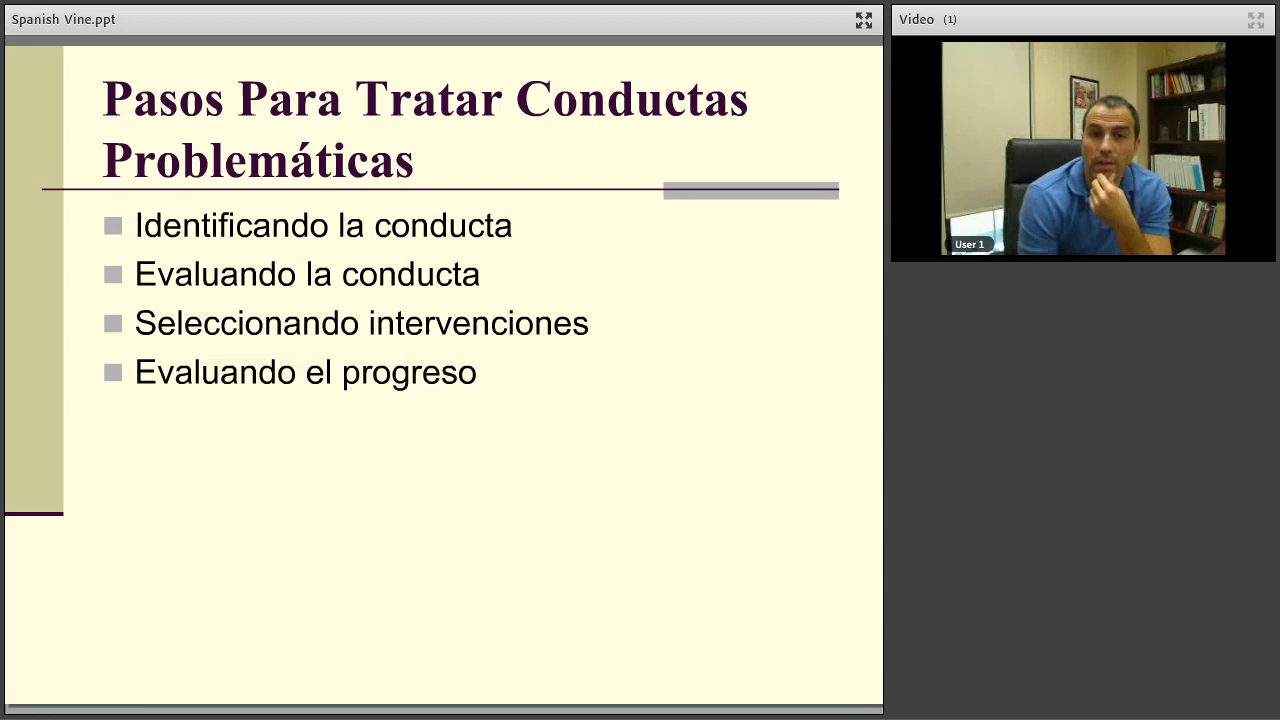 Spanish Vine.ppt
Video (1)
Pasos Para Tratar Conductas
Problemáticas
Identificando la conducta
Evaluando la conducta
Seleccionando intervenciones
Evaluando el progreso
User 1